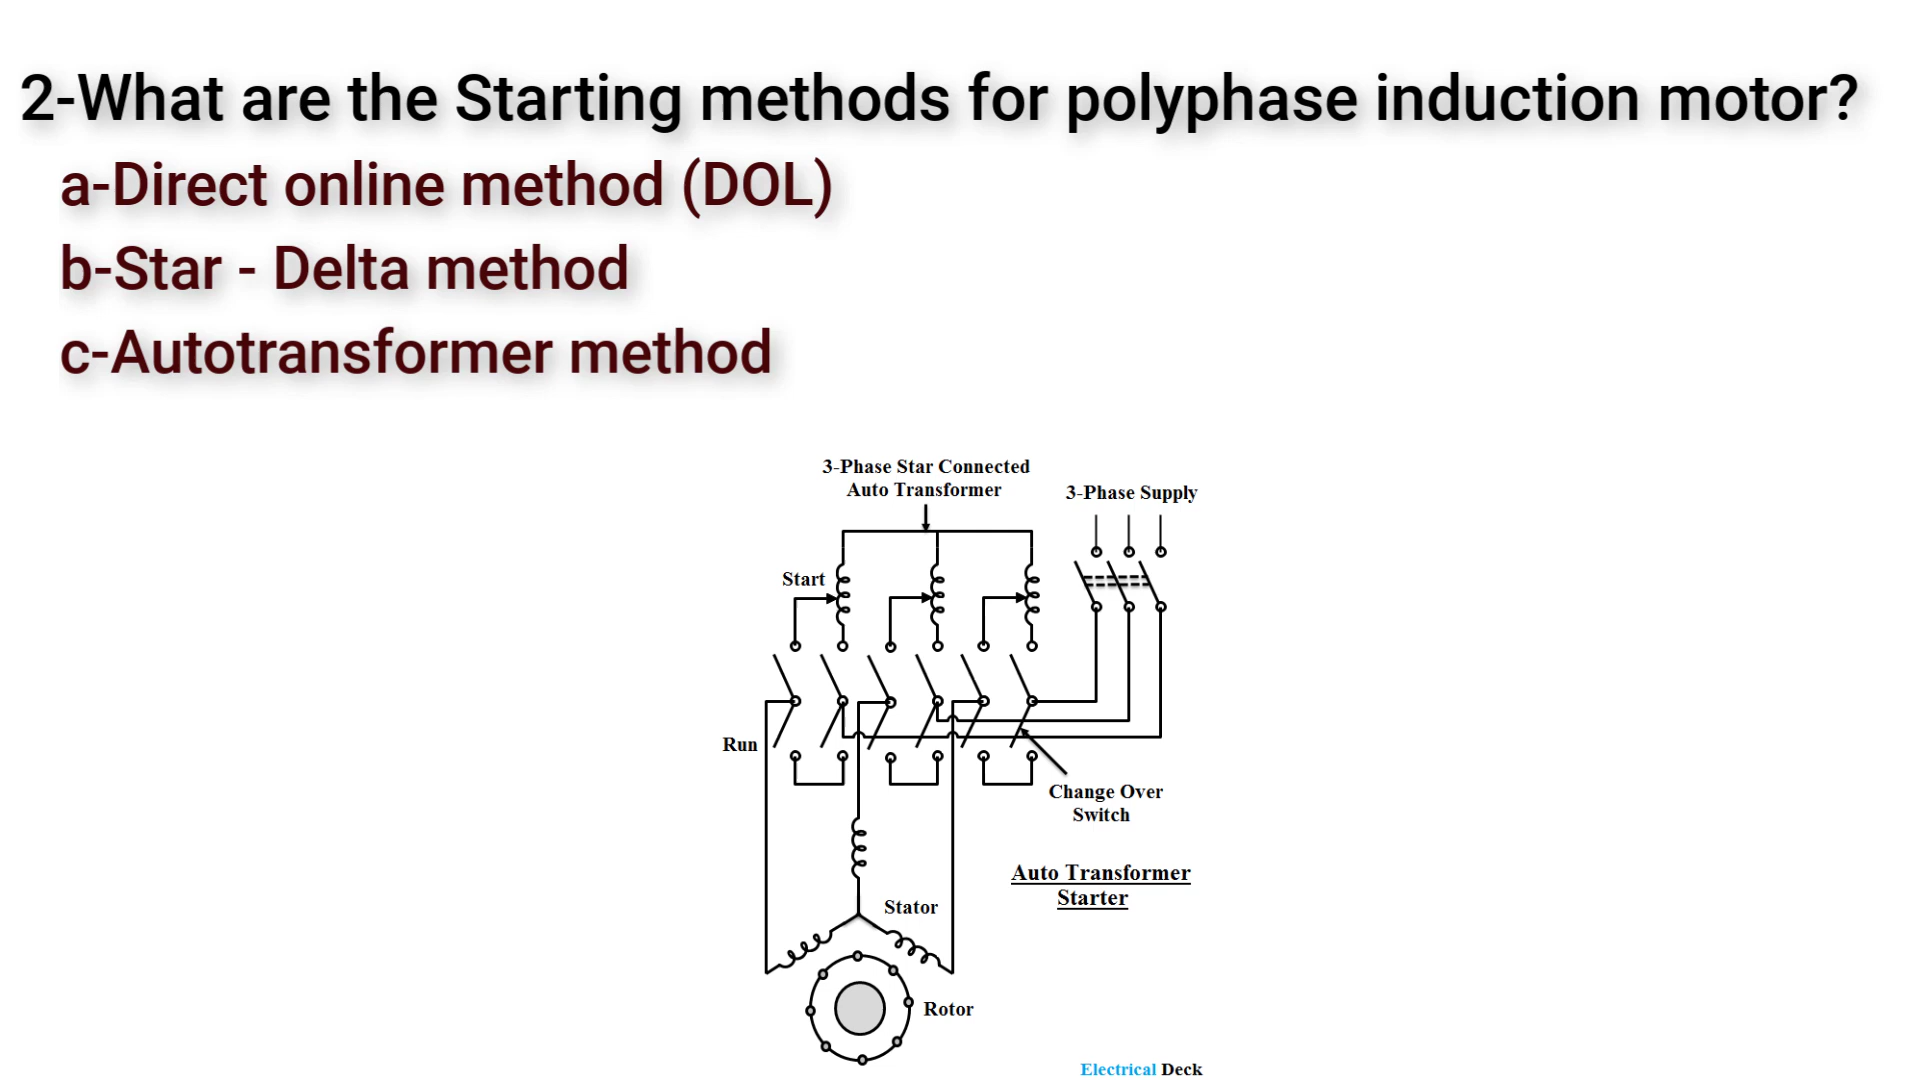 2-What are the Starting methods for polyphase induction motor?
a-Direct online method (DOL)
b-Star - Delta method
c-Autotransformer method
3-Phase Star Connected
Auto Transformer
3-Phase Supply
Start
Run
Change Over
Switch
Auto Transformer
Starter
Stator
Rotor
Electrical Deck